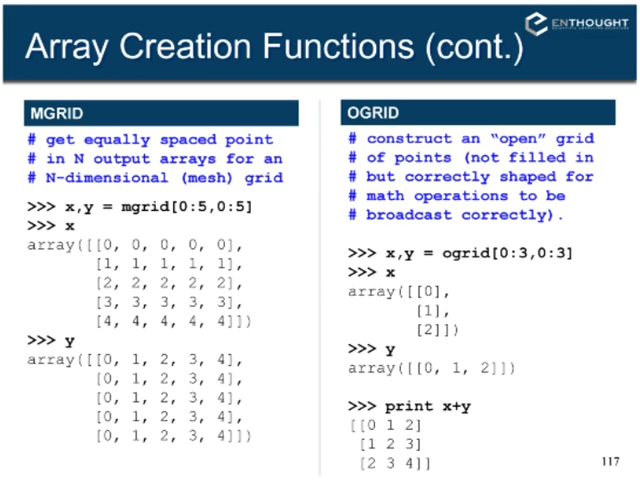 ENTHOUGHT
Array Creation Functions (cont.)
MGRID
# get equally spaced point
# in N output arrays for an
# N-dimensional (mesh) grid
>>> x,y = mgrid[0:5,0:5]
>>> x
array([[0, 0, 0, 0, 0],
[1, 1, 1, 1, 1],
[2, 2, 2, 2, 2],
[3, 3, 3, 3, 3],
[4, 4, 4, 4, 4]])
>>> y
array([[0, 1, 2, 3, 4],
[0, 1, 2, 3, 4],
[0, 1, 2, 3, 4],
[0, 1, 2, 3, 4],
[0, 1, 2, 3, 4]])
OGRID
# construct an “open” grid
# of points (not filled in
# but correctly shaped for
# math operations to be
# broadcast correctly).
>>> x,y = ogrid[0:3,0:3]
>>> x
array([[0],
[1],
[2]])
>>> y
array([[0, 1, 2]])
>>> print x+y
[[0 1 2]
[1 2 3]
[2 3 4]]
117